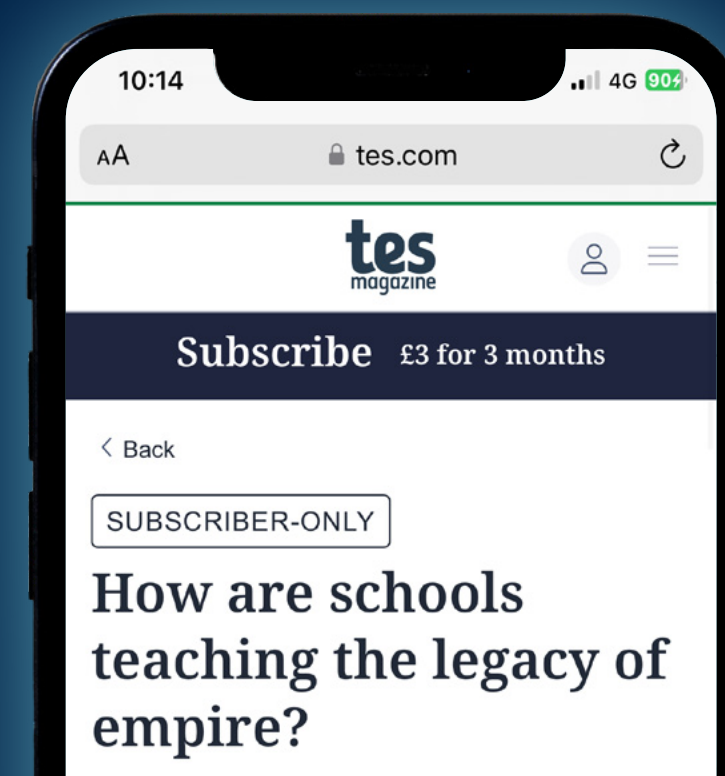 10:14 4G 90
AA tes.com
tes
magazine
Subscribe £3 for 3 months
Back
SUBSCRIBER-ONLY
How are schools
teaching the legacy of
empire?